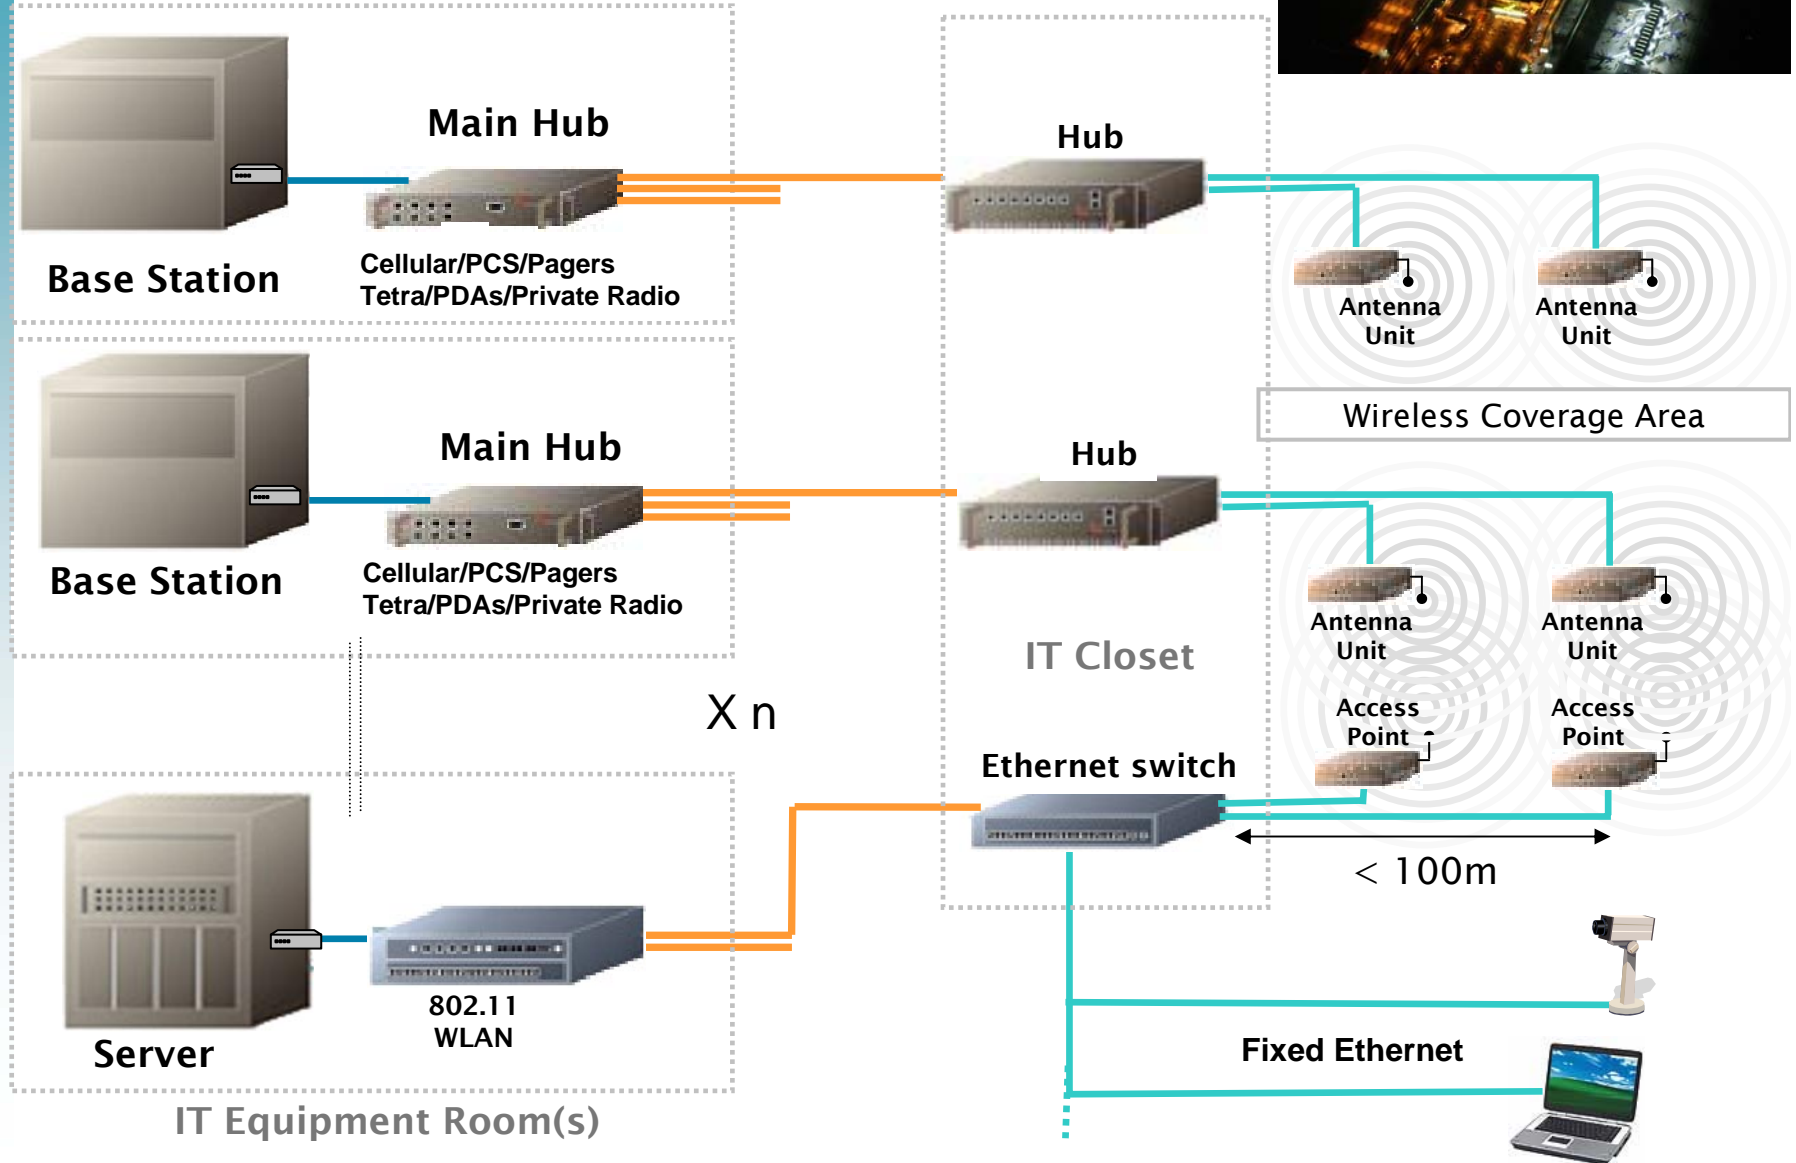 Main Hub
Hub
Base Station
Cellular/PCS/Pagers
Tetra/PDAs/Private Radio
Antenna
Unit
Antenna
Unit
Wireless Coverage Area
Main Hub
Hub
Base Station
Cellular/PCS/Pagers
Tetra/PDAs/Private Radio
Antenna
Unit
Antenna
Unit
IT Closet
X n
Access
Point
Access
Point
Ethernet switch
< 100m
802.11
WLAN
Server
Fixed Ethernet
IT Equipment Room(s)